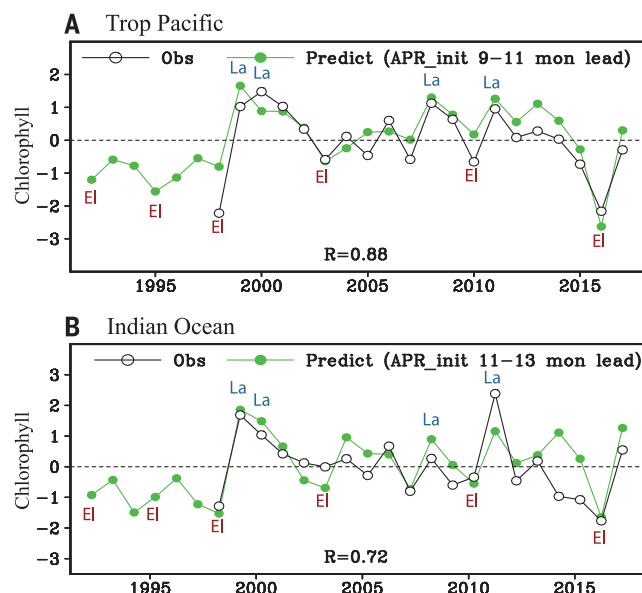 A Trop Pacific
Obs Predict (APR_init 9-11 mon lead)
La La La La
2
1
0
-1
-2
-3
Chlorophyll
El El El El El El
R=0.88
1995 2000 2005 2010 2015
B Indian Ocean
Obs Predict (APR_init 11-13 mon lead)
La La La La
3
2
1
0
-1
-2
-3
Chlorophyll
El El El El El El
R=0.72
1995 2000 2005 2010 2015